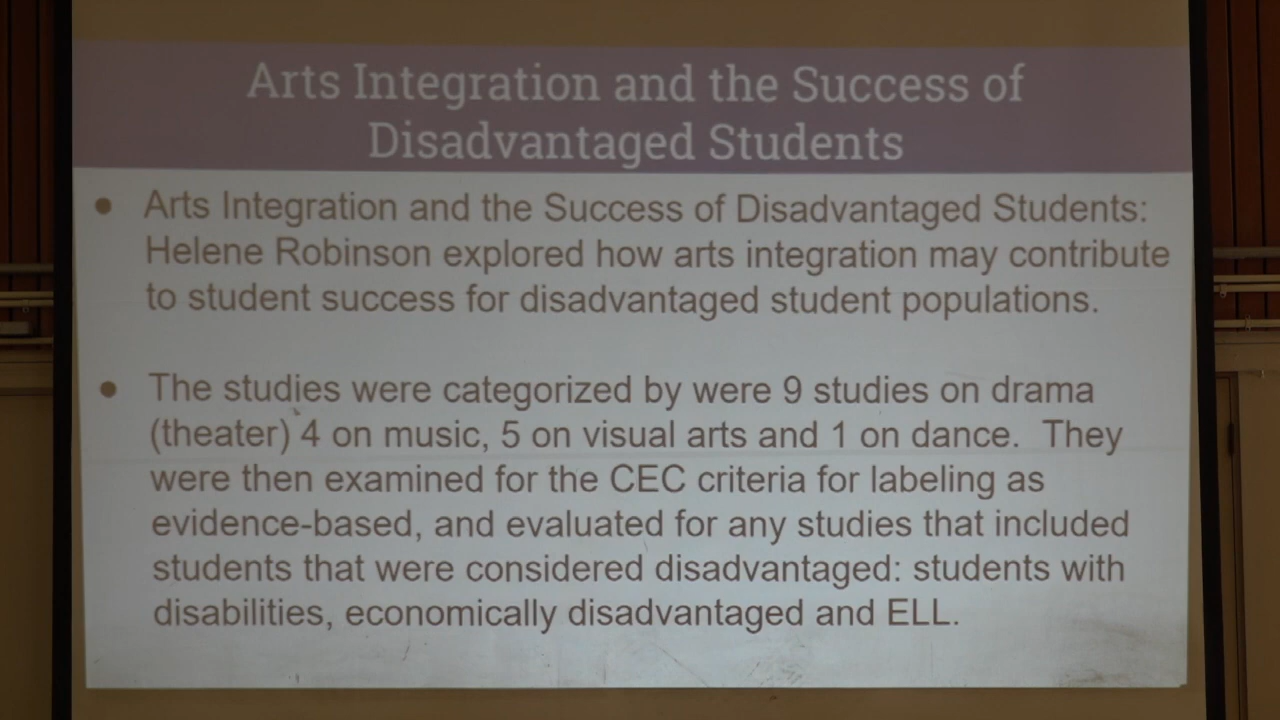 Arts Integration and the Success of
Disadvantaged Students
• Arts Integration and the Success of Disadvantaged Students:
Helene Robinson explored how arts integration may contribute
to student success for disadvantaged student populations.
• The studies were categorized by were 9 studies on drama
(theater) 4 on music, 5 on visual arts and 1 on dance. They
were then examined for the CEC criteria for labeling as
evidence-based, and evaluated for any studies that included
students that were considered disadvantaged: students with
disabilities, economically disadvantaged and ELL.